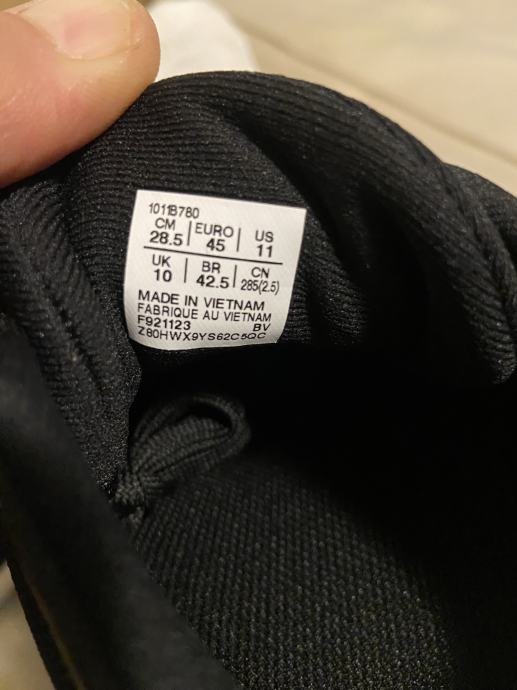 1011B780
CM EURO US
28.5 45 11
UK BR CN
10 42.5 285(2.5)
MADE IN VIETNAM
FABRIQUE AU VIETNAM
F921123 BV
Z80HWX9YS62C5QC